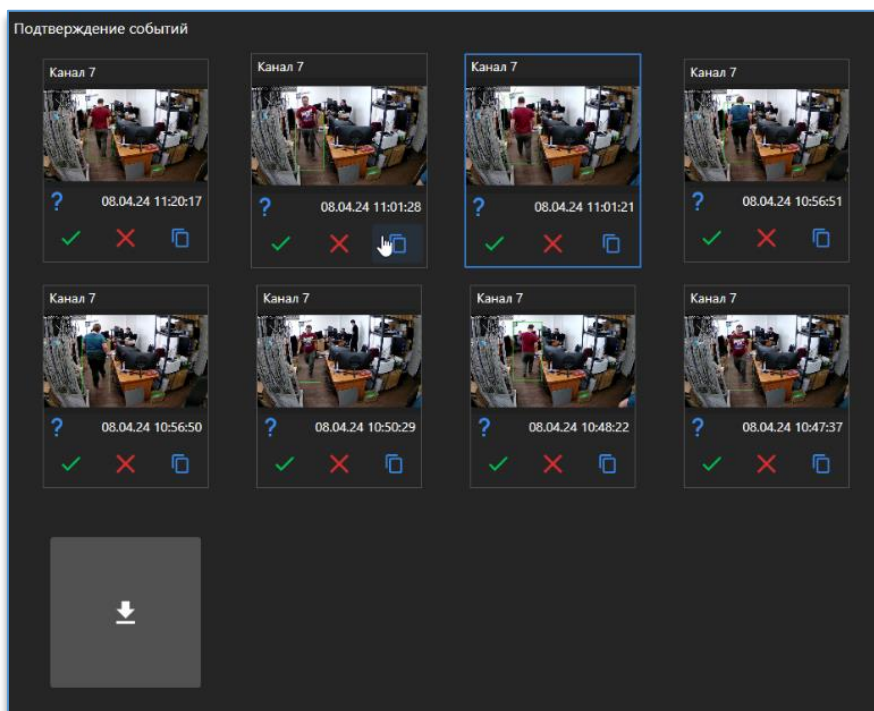 Подтверждение событий
Канал 7
Канал 7
Канал 7
Канал 7
? 08.04.24 11:20:17
? 08.04.24 11:01:28
? 08.04.24 11:01:21
? 08.04.24 10:56:51
Канал 7
Канал 7
Канал 7
Канал 7
? 08.04.24 10:56:50
? 08.04.24 10:50:29
? 08.04.24 10:48:22
? 08.04.24 10:47:37